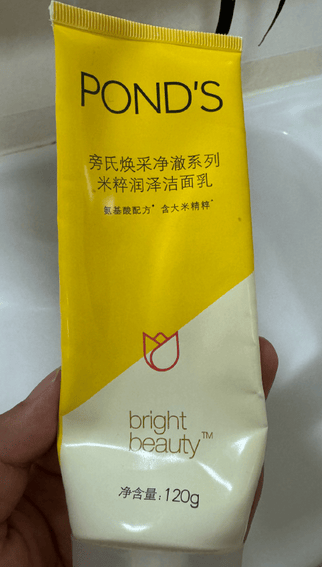 POND'S
旁氏焕采净澈系列
米粹润泽洁面乳
氨基酸配方* 含大米精粹*
bright
beauty™
净含量:120g